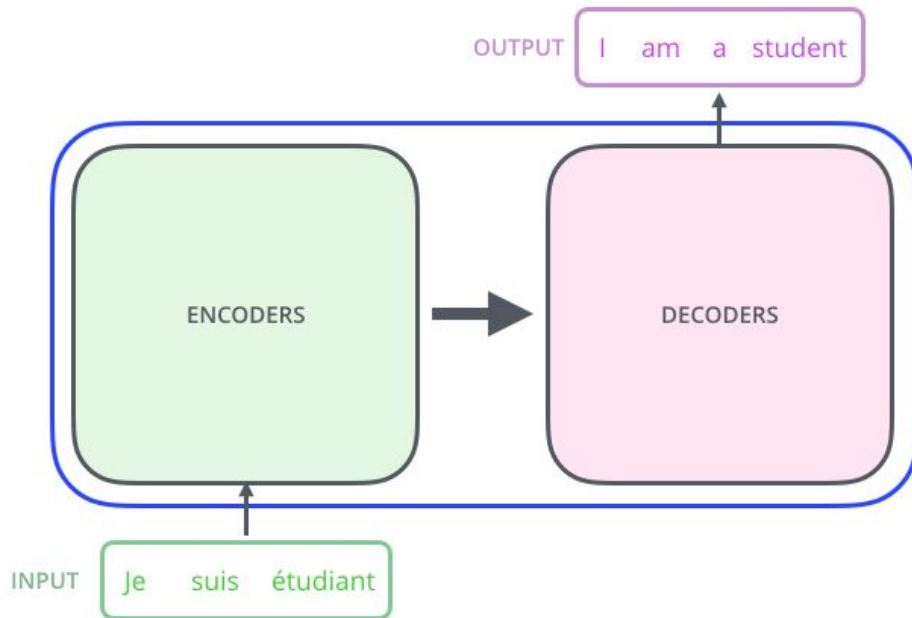 OUTPUT I am a student
ENCODERS DECODERS
INPUT Je suis étudiant